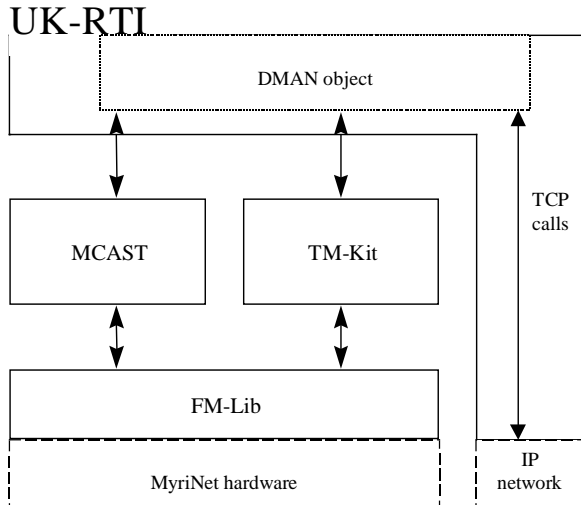 UK-RTI
DMAN object
TCP
calls
MCAST
TM-Kit
FM-Lib
MyriNet hardware
IP
network